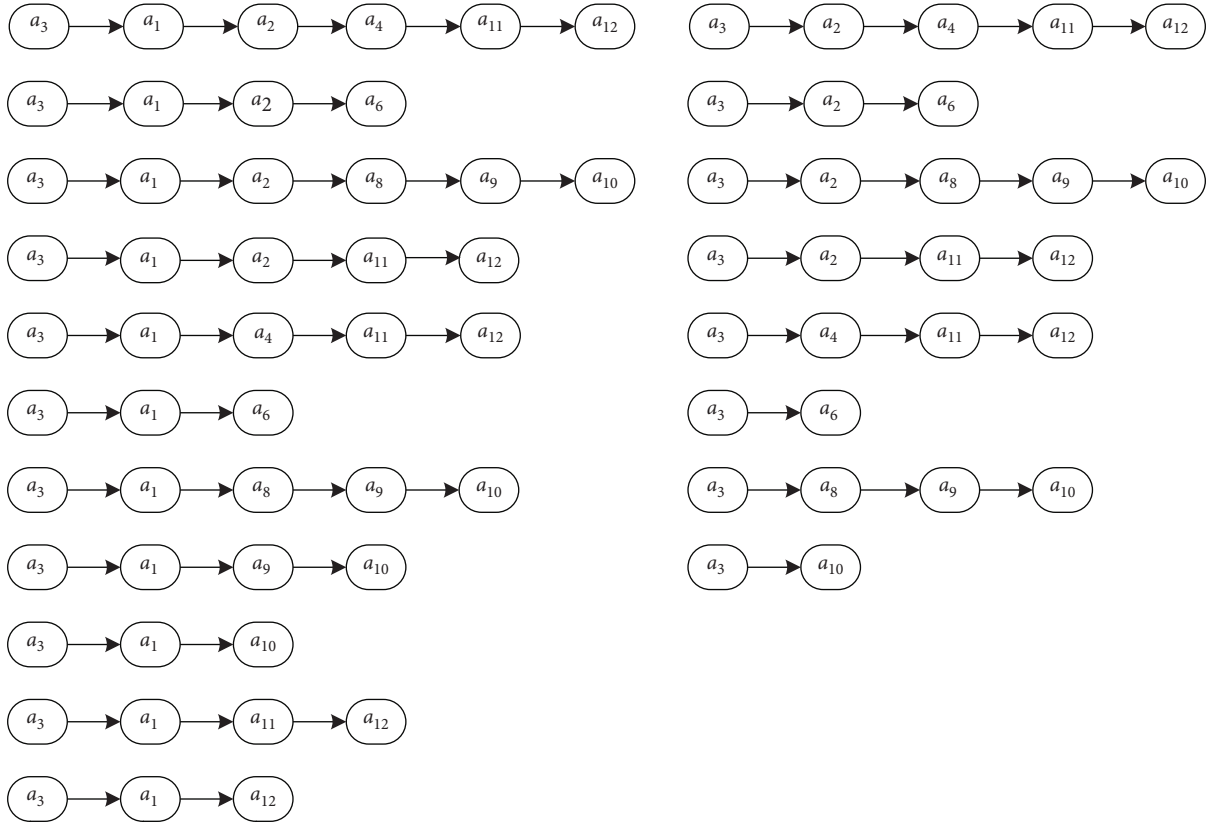 a3 a1 a2 a4 a11 a12
a3 a1 a2 a6
a3 a1 a2 a8 a9 a10
a3 a1 a2 a11 a12
a3 a1 a4 a11 a12
a3 a1 a6
a3 a1 a8 a9 a10
a3 a1 a9 a10
a3 a1 a10
a3 a1 a11 a12
a3 a1 a12
a3 a2 a4 a11 a12
a3 a2 a6
a3 a2 a8 a9 a10
a3 a2 a11 a12
a3 a4 a11 a12
a3 a6
a3 a8 a9 a10
a3 a10